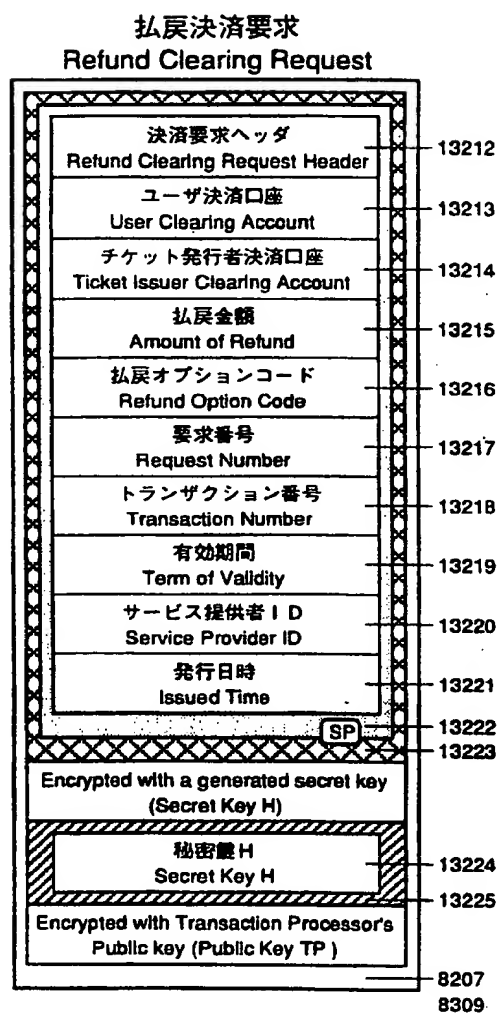 払戻決済要求
Refund Clearing Request
決済要求ヘッダ
Refund Clearing Request Header
13212
ユーザ決済口座
User Clearing Account
13213
チケット発行者決済口座
Ticket Issuer Clearing Account
13214
払戻金額
Amount of Refund
13215
払戻オプションコード
Refund Option Code
13216
要求番号
Request Number
13217
トランザクション番号
Transaction Number
13218
有効期間
Term of Validity
13219
サービス提供者ID
Service Provider ID
13220
発行日時
Issued Time
13221
SP
13222
13223
Encrypted with a generated secret key
(Secret Key H)
秘密鍵H
Secret Key H
13224
13225
Encrypted with Transaction Processor's
Public key (Public Key TP )
8207
8309